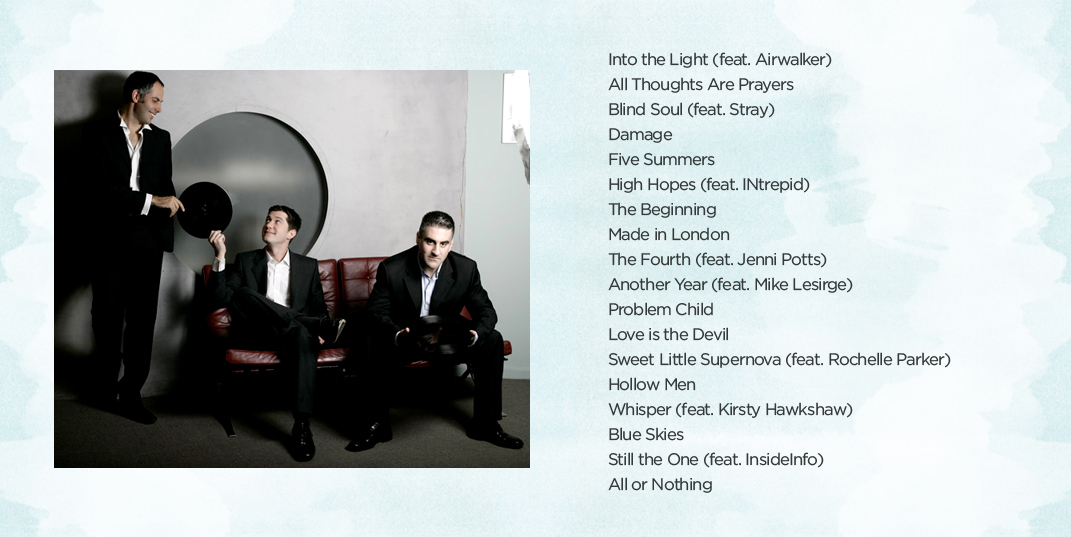 Into the Light (feat. Airwalker)
All Thoughts Are Prayers
Blind Soul (feat. Stray)
Damage
Five Summers
High Hopes (feat. INtrepid)
The Beginning
Made in London
The Fourth (feat. Jenni Potts)
Another Year (feat. Mike Lesirge)
Problem Child
Love is the Devil
Sweet Little Supernova (feat. Rochelle Parker)
Hollow Men
Whisper (feat. Kirsty Hawkshaw)
Blue Skies
Still the One (feat. InsideInfo)
All or Nothing